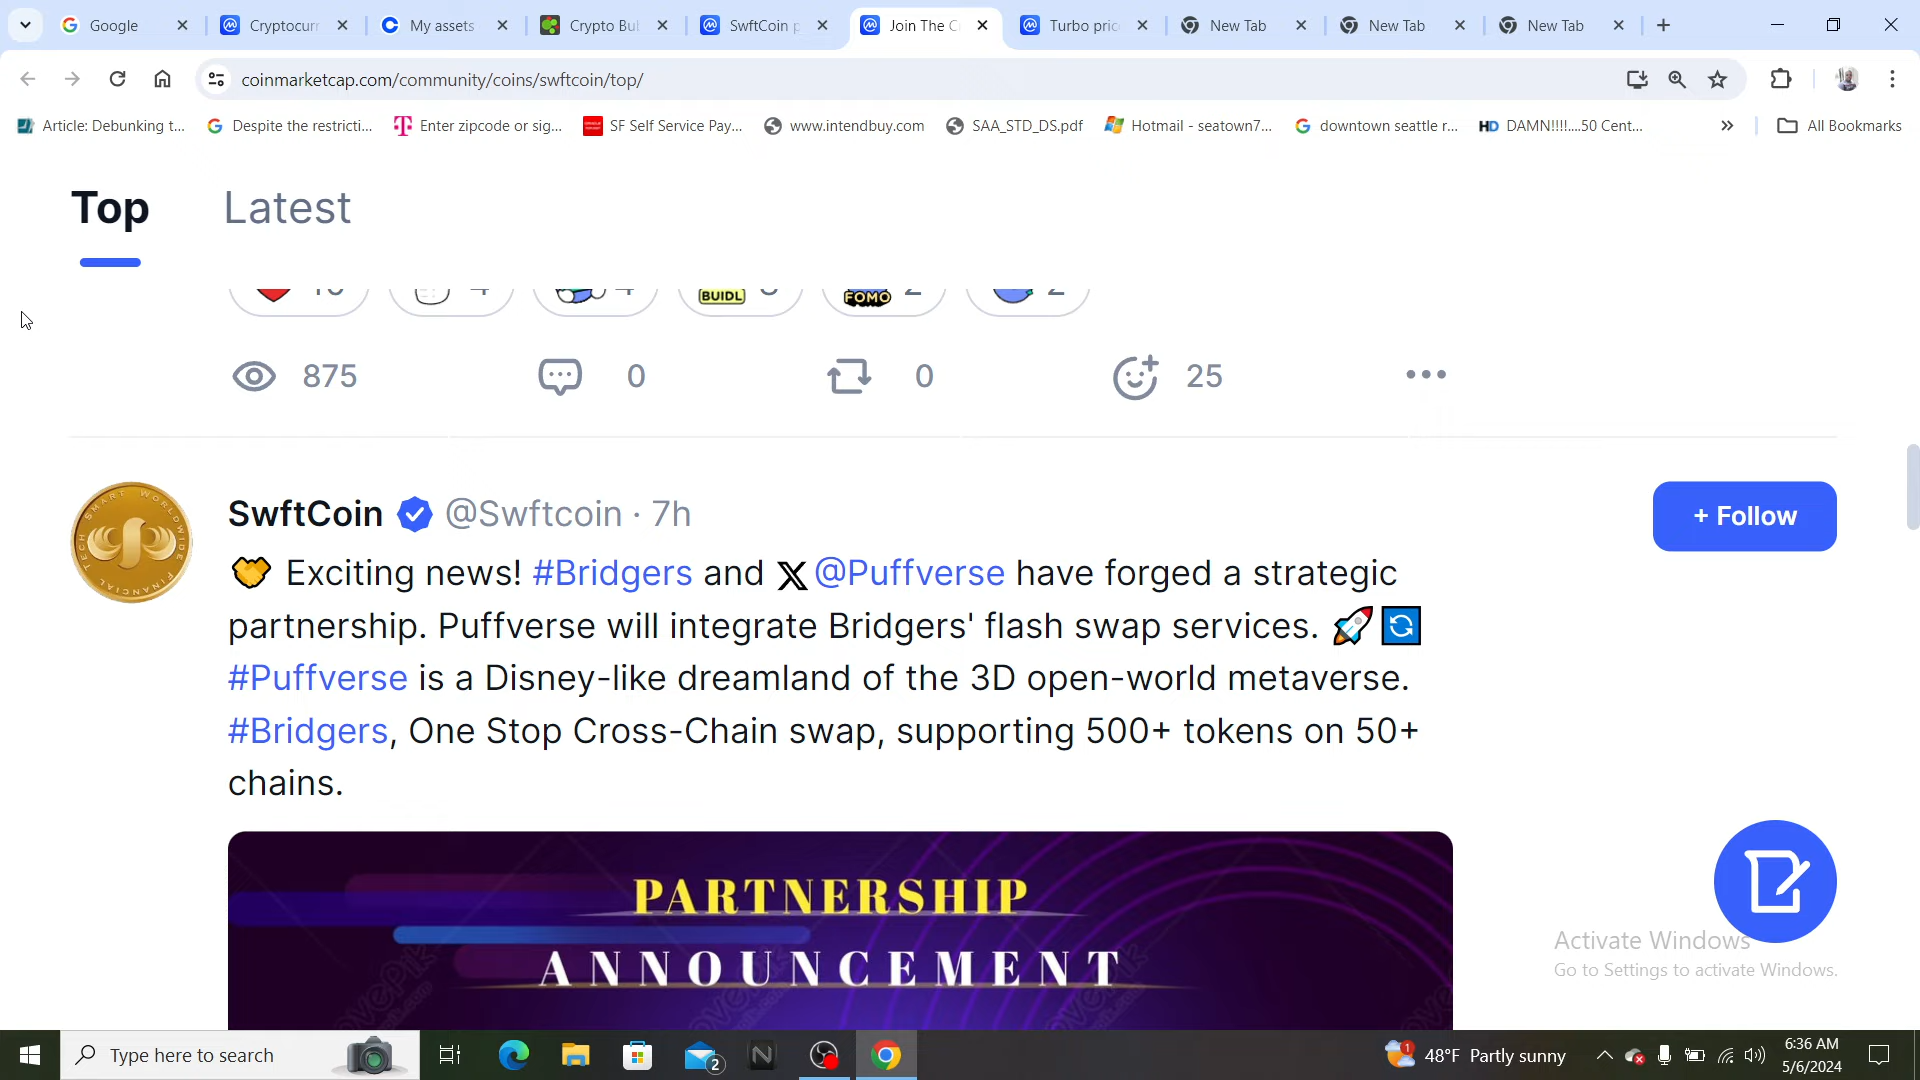 Google
Cryptocurr
My assets
Crypto Bu
SwftCoin p
Join The C
Turbo pric
New Tab
New Tab
New Tab
coinmarketcap.com/community/coins/swftcoin/top/
Article: Debunking t...
Despite the restricti...
Enter zipcode or sig...
SF Self Service Pay...
www.intendbuy.com
SAA_STD_DS.pdf
Hotmail - seatown7...
downtown seattle r...
HD DAMN!!!!....50 Cent...
All Bookmarks
Top Latest
BUIDL
FOMO
875 0 0 25
SwftCoin @Swftcoin · 7h
+ Follow
🤝 Exciting news! #Bridgers and X @Puffverse have forged a strategic
partnership. Puffverse will integrate Bridgers' flash swap services. 🚀🔄
#Puffverse is a Disney-like dreamland of the 3D open-world metaverse.
#Bridgers, One Stop Cross-Chain swap, supporting 500+ tokens on 50+
chains.
PARTNERSHIP
ANNOUNCEMENT
Activate Windows
Go to Settings to activate Windows.
Type here to search
2
1
48°F Partly sunny
6:36 AM
5/6/2024